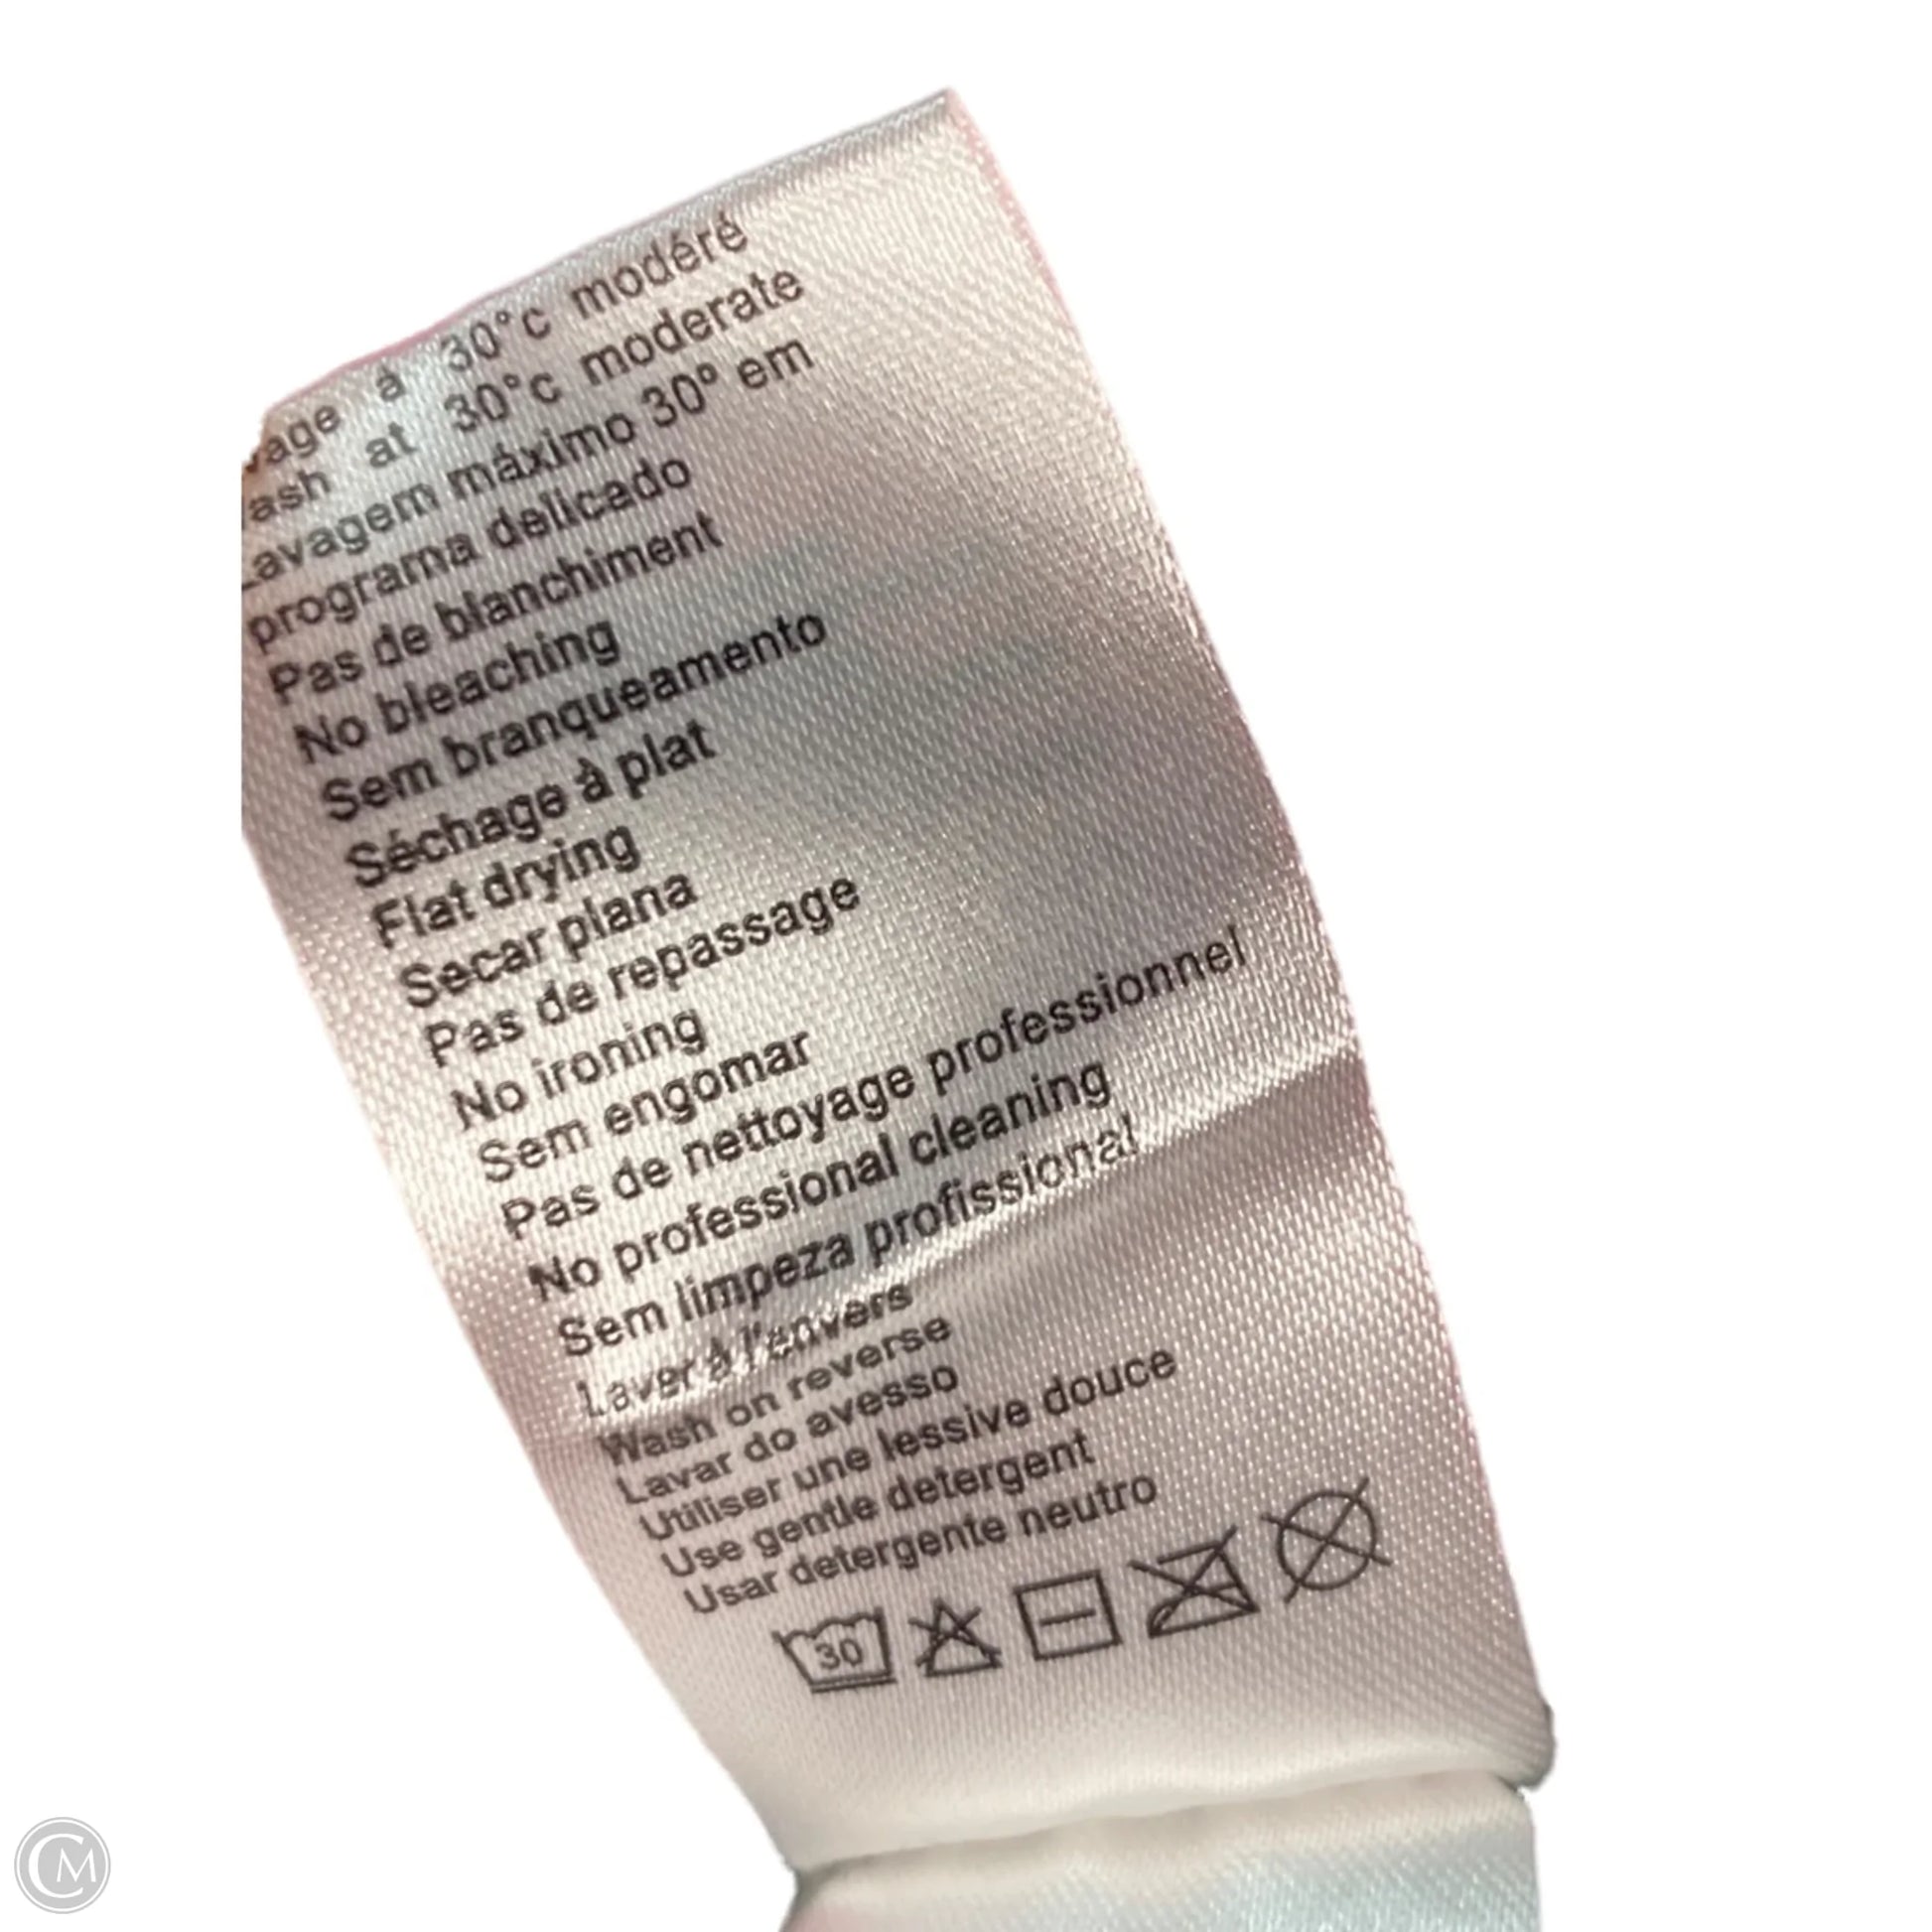 à 30°c modéré
at 30°c moderate
Lavagem máximo 30º em
programa delicado
Pas de blanchiment
No bleaching
Sem branqueamento
Séchage à plat
Flat drying
Secar plana
Pas de repassage
No ironing
Sem engomar
Pas de nettoyage professionnel
No professional cleaning
Sem limpeza profissional
Laver à l'envers
Wash on reverse
Lavar do avesso
Utiliser une lessive douce
Use gentle detergent
Usar detergente neutro
30
CM